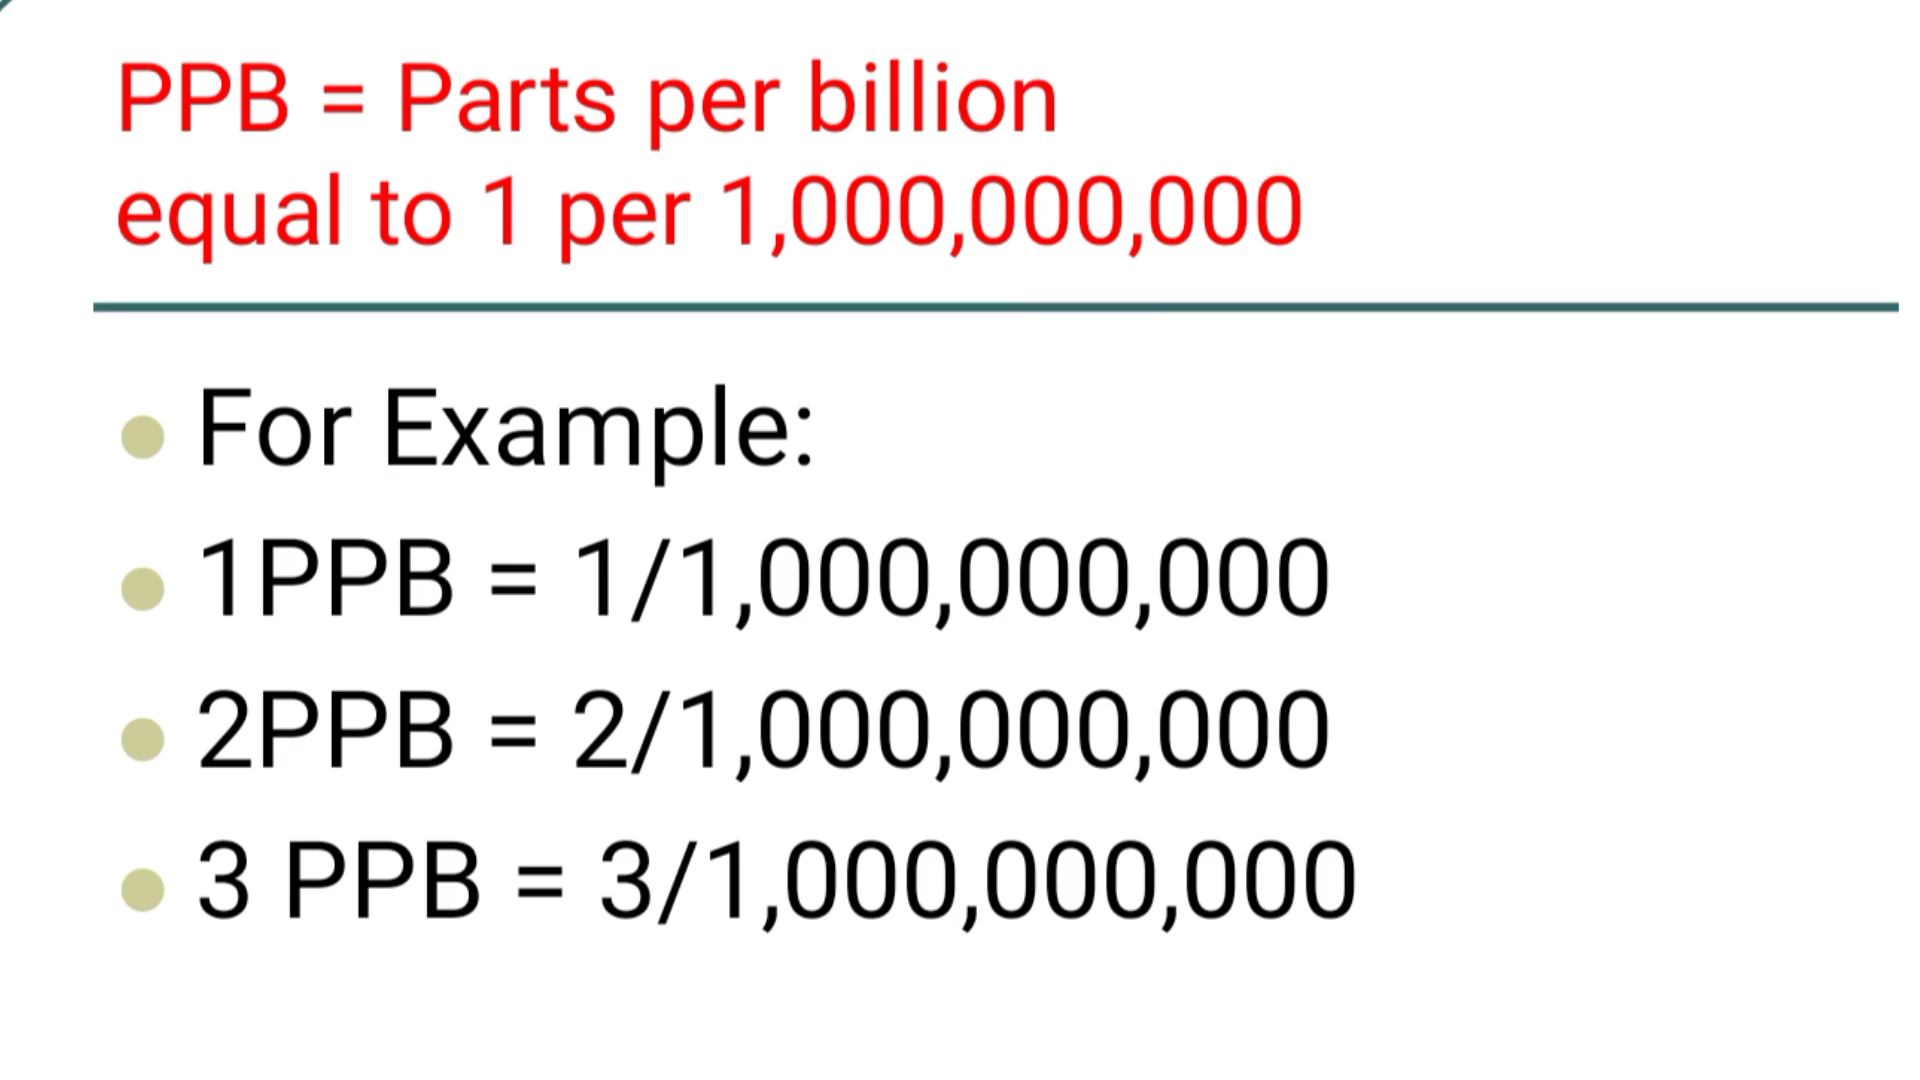 PPB = Parts per billion
equal to 1 per 1,000,000,000
For Example:
1PPB = 1/1,000,000,000
2PPB = 2/1,000,000,000
3 PPB = 3/1,000,000,000